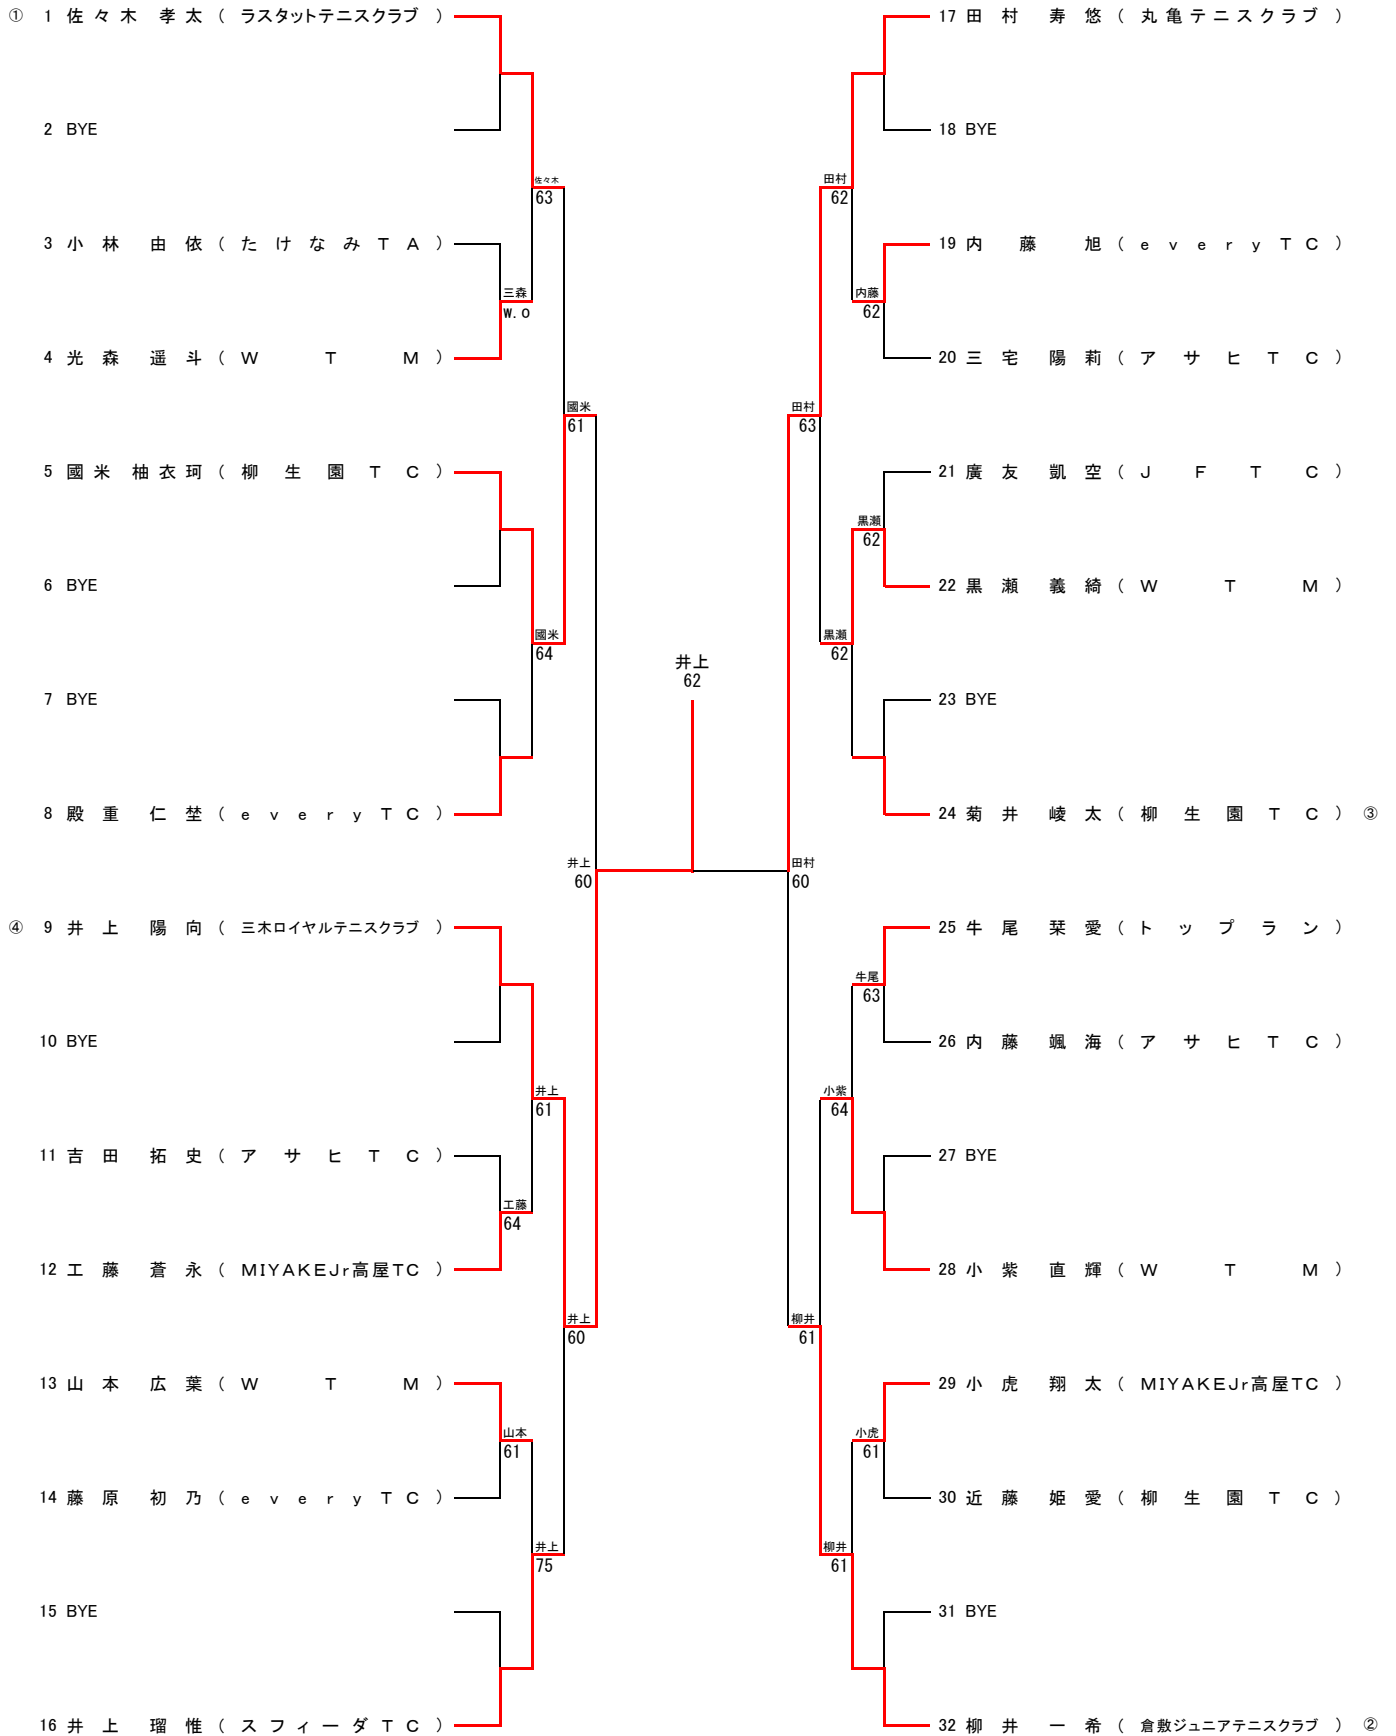 ① 1 佐々木 孝太 ( ラスタットテニスクラブ )
2 BYE
佐々木
63
3 小林 由依 ( たけなみTA )
三森
w.o
4 光森 遥斗 ( WTM )
國米
61
5 國米 柚衣珂 ( 柳生園TC )
6 BYE
國米
64
7 BYE
8 殿重 仁埜 ( everyTC )
井上
60
④ 9 井上 陽向 ( 三木ロイヤルテニスクラブ )
10 BYE
井上
61
11 吉田 拓史 ( アサヒTC )
工藤
64
12 工藤 蒼永 ( MIYAKEJr高屋TC )
井上
60
13 山本 広葉 ( WTM )
山本
61
14 藤原 初乃 ( everyTC )
井上
75
15 BYE
16 井上 瑠惟 ( スフィーダTC )
井上
62
17 田村 寿悠 ( 丸亀テニスクラブ )
18 BYE
田村
62
19 内藤 旭 ( everyTC )
内藤
62
20 三宅 陽莉 ( アサヒTC )
田村
63
21 廣友 凱空 ( JFTC )
黒瀬
62
22 黒瀬 義綺 ( WTM )
黒瀬
62
23 BYE
24 菊井 崚太 ( 柳生園TC ) ③
田村
60
25 牛尾 栞愛 ( トップラン )
牛尾
63
26 内藤 颯海 ( アサヒTC )
小紫
64
27 BYE
28 小紫 直輝 ( WTM )
柳井
61
29 小虎 翔太 ( MIYAKEJr高屋TC )
小虎
61
30 近藤 姫愛 ( 柳生園TC )
柳井
61
31 BYE
32 柳井 一希 ( 倉敷ジュニアテニスクラブ ) ②